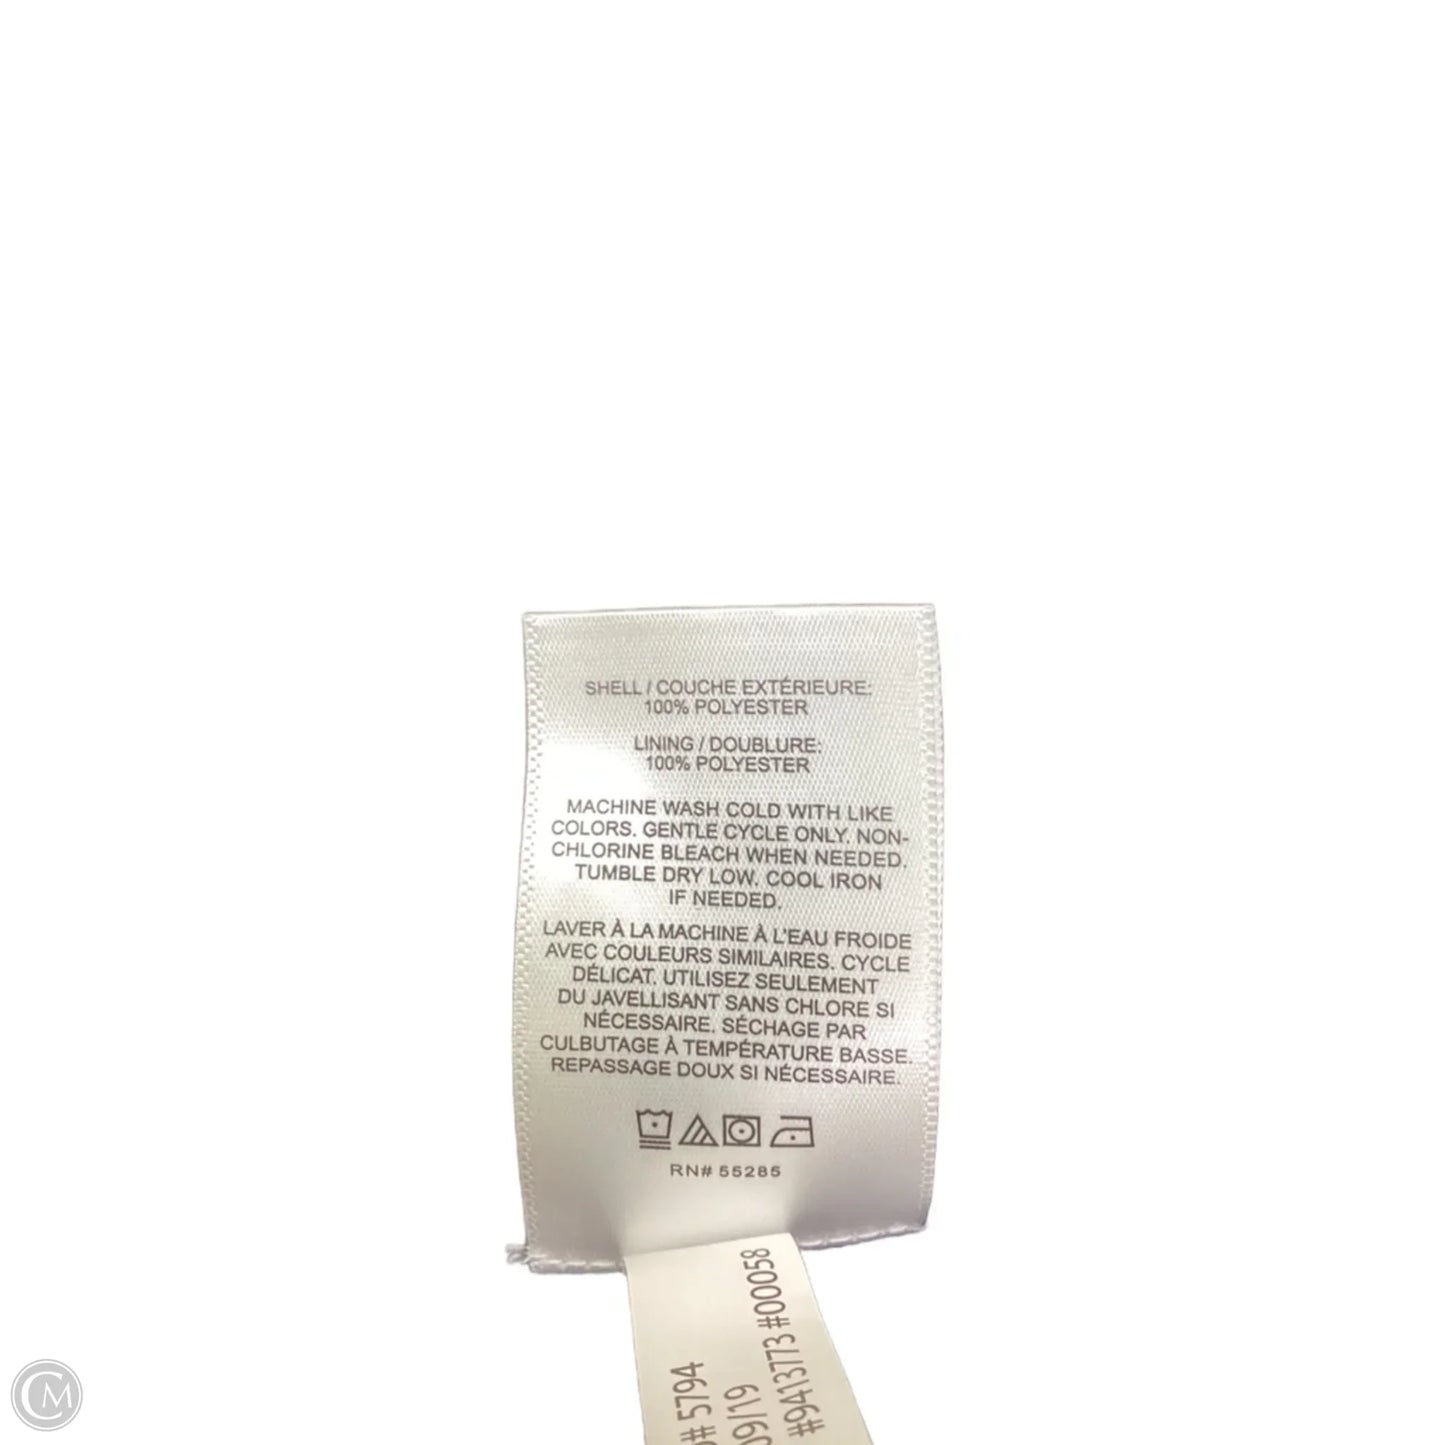 SHELL / COUCHE EXTÉRIEURE:
100% POLYESTER
LINING / DOUBLURE:
100% POLYESTER
MACHINE WASH COLD WITH LIKE
COLORS. GENTLE CYCLE ONLY. NON-
CHLORINE BLEACH WHEN NEEDED.
TUMBLE DRY LOW. COOL IRON
IF NEEDED.
LAVER À LA MACHINE À L'EAU FROIDE
AVEC COULEURS SIMILAIRES. CYCLE
DÉLICAT. UTILISEZ SEULEMENT
DU JAVELLISANT SANS CHLORE SI
NÉCESSAIRE. SÉCHAGE PAR
CULBUTAGE À TEMPÉRATURE BASSE.
REPASSAGE DOUX SI NÉCESSAIRE.
RN# 55285
# 5794
09/19
#9413773 #00058
CM